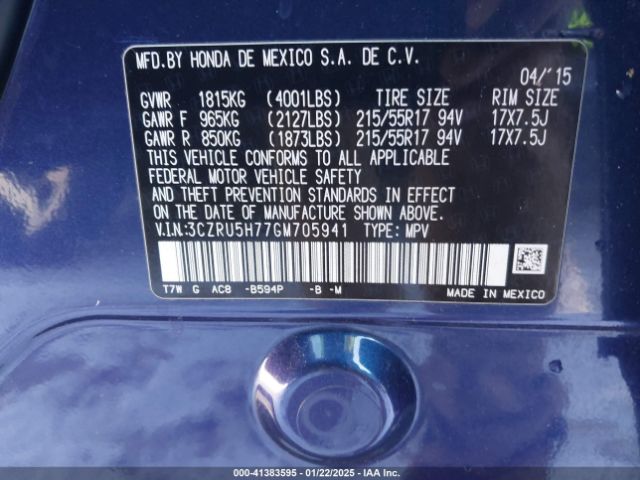 MFD.BY HONDA DE MEXICO S.A. DE C.V.
04/'15
GVWR 1815KG (4001LBS) TIRE SIZE RIM SIZE
GAWR F 965KG (2127LBS) 215/55R17 94V 17X7.5J
GAWR R 850KG (1873LBS) 215/55R17 94V 17X7.5J
THIS VEHICLE CONFORMS TO ALL APPLICABLE
FEDERAL MOTOR VEHICLE SAFETY
AND THEFT PREVENTION STANDARDS IN EFFECT
ON THE DATE OF MANUFACTURE SHOWN ABOVE.
V.I.N:3CZRU5H77GM705941 TYPE: MPV
T7W G AC8 -B594P -B -M
MADE IN MEXICO
000-41383595 - 01/22/2025 - IAA Inc.